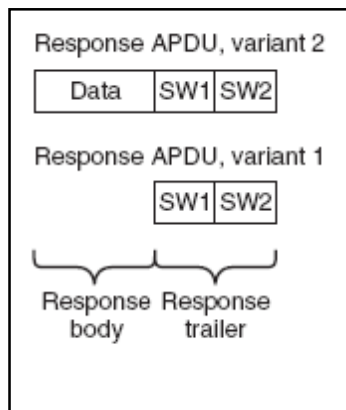 Response APDU, variant 2
Data SW1 SW2
Response APDU, variant 1
SW1 SW2
Response Response
body trailer